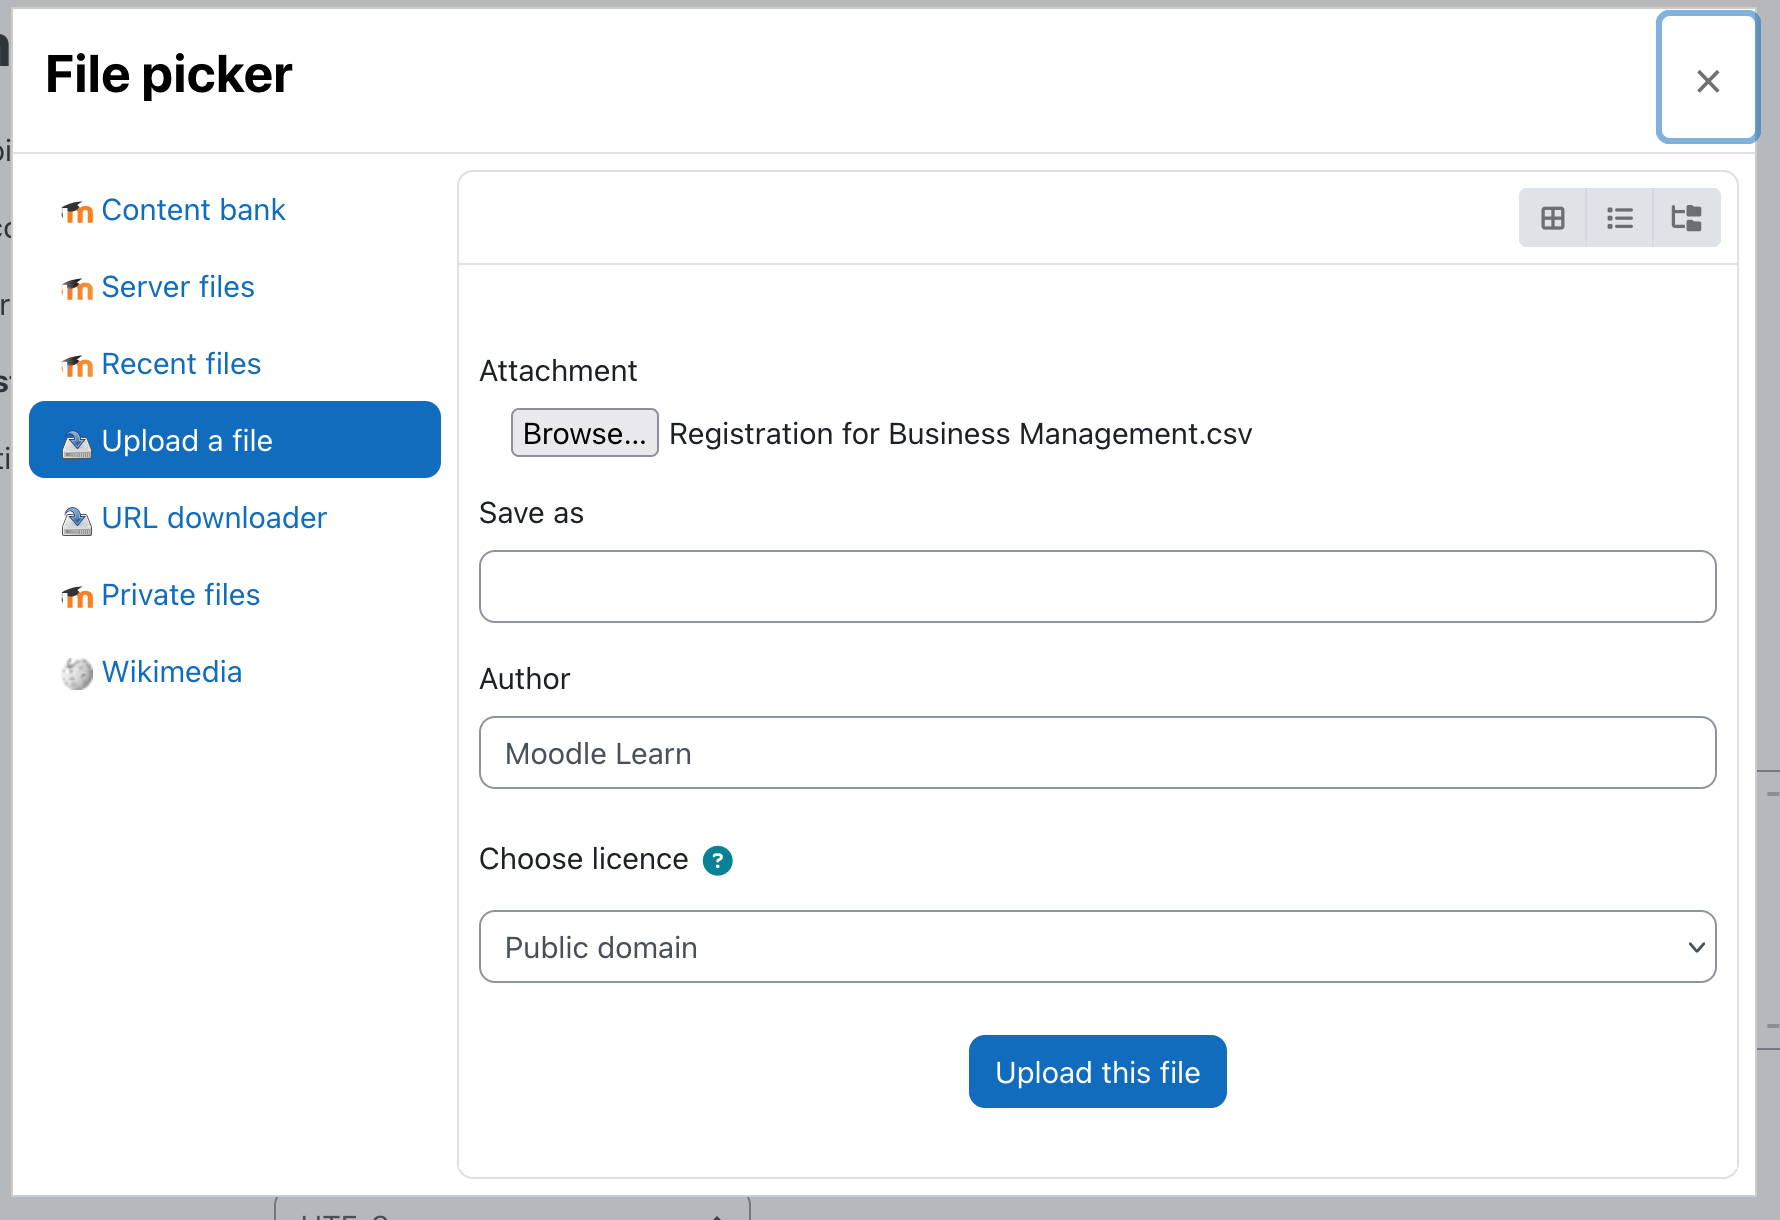 File picker
Content bank
Server files
Recent files
Upload a file
URL downloader
Private files
Wikimedia
Attachment
Browse... Registration for Business Management.csv
Save as
Author
Moodle Learn
Choose licence ?
Public domain
Upload this file